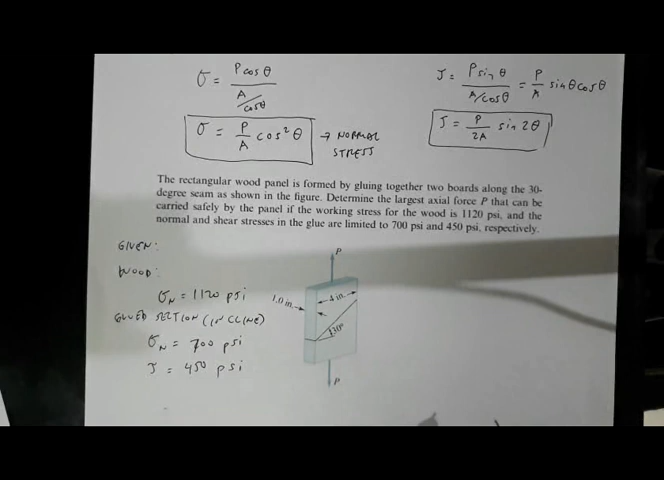 σ = P cos θ / (A / cos θ)
σ = P/A cos² θ → NORMAL STRESS
J = P sin θ / (A/cos θ) = P/A sin θ cos θ
J = P/2A sin 2θ
The rectangular wood panel is formed by gluing together two boards along the 30-
degree seam as shown in the figure. Determine the largest axial force P that can be
carried safely by the panel if the working stress for the wood is 1120 psi, and the
normal and shear stresses in the glue are limited to 700 psi and 450 psi, respectively.
GIVEN:
WOOD:
σN = 1120 psi
GLUED SECTION (INCLINE)
σN = 700 psi
J = 450 psi
P
1.0 in.
4 in.
30°
P